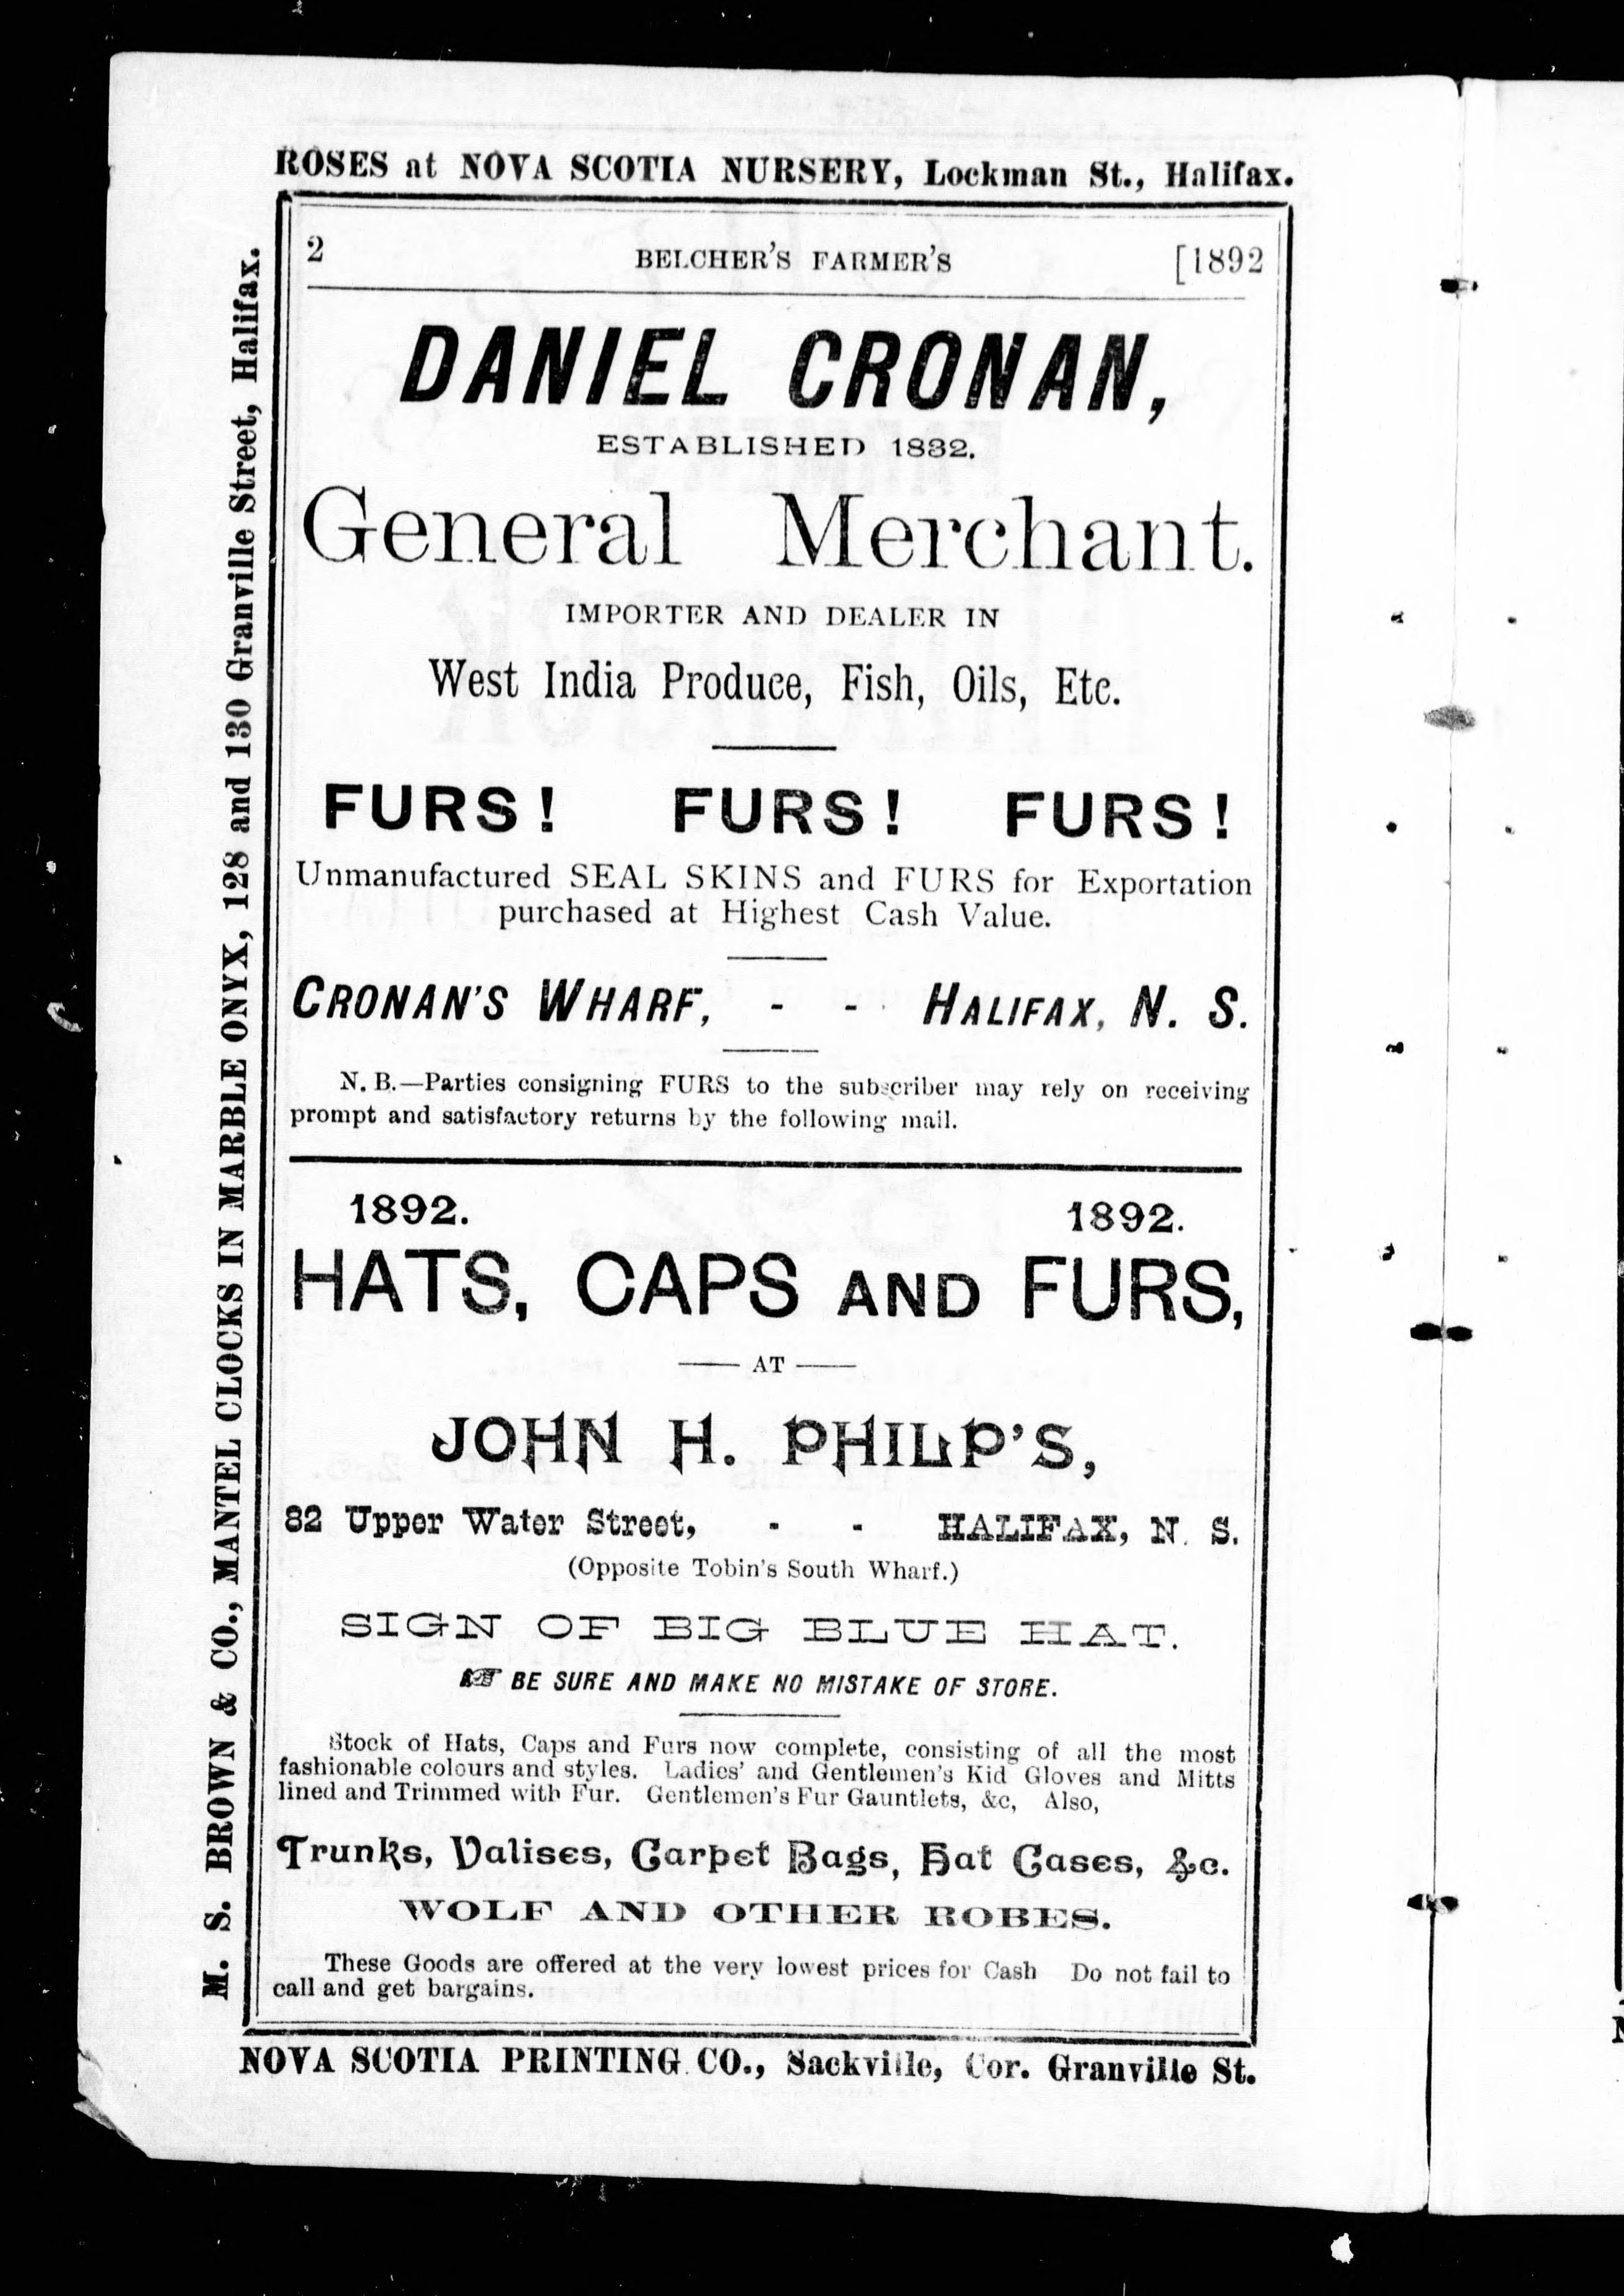 ROSES at NOVA SCOTIA NURSERY, Lockman St., Halifax.
2 BELCHER'S FARMER'S [1892
DANIEL CRONAN,
ESTABLISHED 1832.
General Merchant.
IMPORTER AND DEALER IN
West India Produce, Fish, Oils, Etc.
FURS! FURS! FURS!
Unmanufactured SEAL SKINS and FURS for Exportation
purchased at Highest Cash Value.
CRONAN'S WHARF, - - HALIFAX, N. S.
N. B.—Parties consigning FURS to the subscriber may rely on receiving
prompt and satisfactory returns by the following mail.
1892. 1892.
HATS, CAPS AND FURS,
— AT —
JOHN H. PHILP'S,
82 Upper Water Street, - - HALIFAX, N. S.
(Opposite Tobin's South Wharf.)
SIGN OF BIG BLUE HAT.
☞ BE SURE AND MAKE NO MISTAKE OF STORE.
Stock of Hats, Caps and Furs now complete, consisting of all the most
fashionable colours and styles. Ladies' and Gentlemen's Kid Gloves and Mitts
lined and Trimmed with Fur. Gentlemen's Fur Gauntlets, &c, Also,
Trunks, Valises, Carpet Bags, Hat Cases, &c.
WOLF AND OTHER ROBES.
These Goods are offered at the very lowest prices for Cash Do not fail to
call and get bargains.
NOVA SCOTIA PRINTING CO., Sackville, Cor. Granville St.
M. S. BROWN & CO., MANTEL CLOCKS IN MARBLE ONYX, 128 and 130 Granville Street, Halifax.